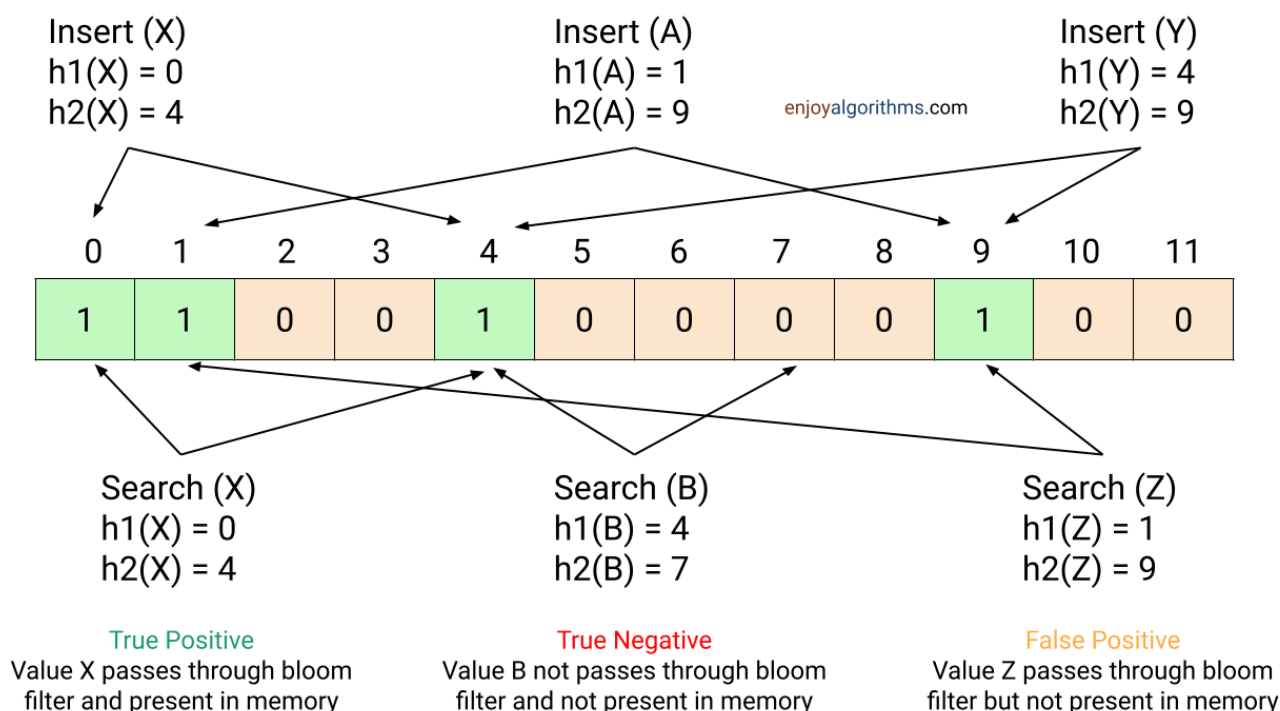 Insert (X)
h1(X) = 0
h2(X) = 4
Insert (A)
h1(A) = 1
h2(A) = 9
enjoyalgorithms.com
Insert (Y)
h1(Y) = 4
h2(Y) = 9
0 1 2 3 4 5 6 7 8 9 10 11
1 1 0 0 1 0 0 0 0 1 0 0
Search (X)
h1(X) = 0
h2(X) = 4
True Positive
Value X passes through bloom
filter and present in memory
Search (B)
h1(B) = 4
h2(B) = 7
True Negative
Value B not passes through bloom
filter and not present in memory
Search (Z)
h1(Z) = 1
h2(Z) = 9
False Positive
Value Z passes through bloom
filter but not present in memory